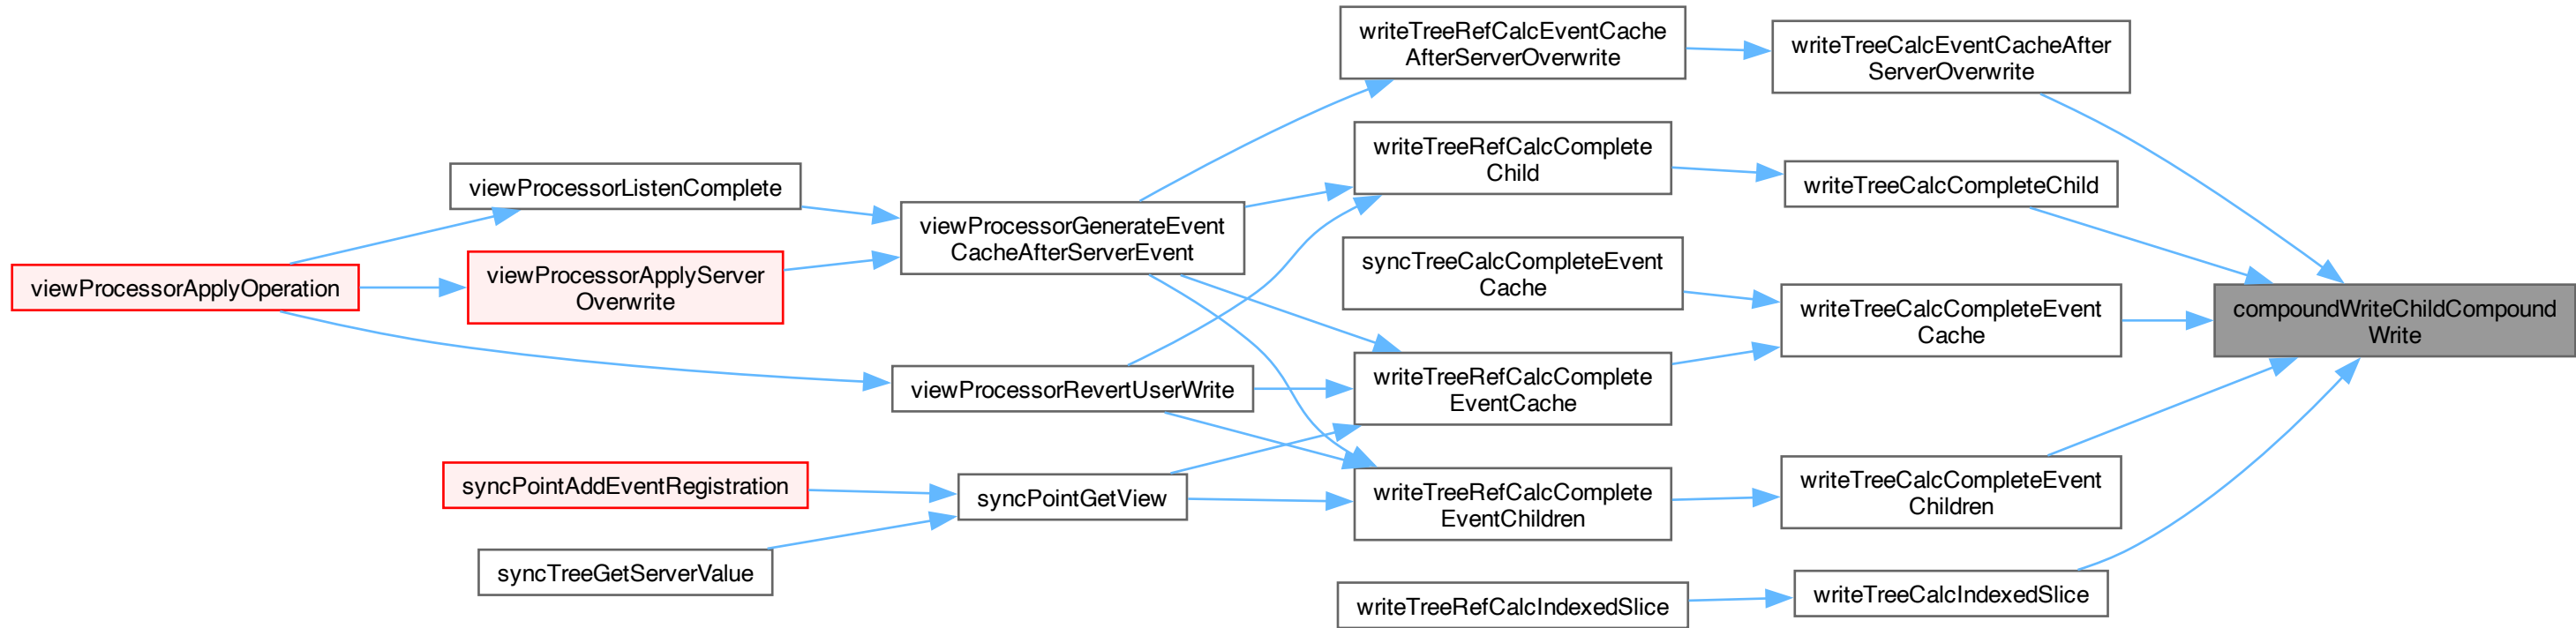 writeTreeRefCalcEventCache
AfterServerOverwrite
writeTreeCalcEventCacheAfter
ServerOverwrite
writeTreeRefCalcComplete
Child
writeTreeCalcCompleteChild
viewProcessorListenComplete
viewProcessorGenerateEvent
CacheAfterServerEvent
syncTreeCalcCompleteEvent
Cache
viewProcessorApplyOperation
viewProcessorApplyServer
Overwrite
writeTreeCalcCompleteEvent
Cache
compoundWriteChildCompound
Write
viewProcessorRevertUserWrite
writeTreeRefCalcComplete
EventCache
syncPointAddEventRegistration
syncPointGetView
writeTreeRefCalcComplete
EventChildren
writeTreeCalcCompleteEvent
Children
syncTreeGetServerValue
writeTreeRefCalcIndexedSlice
writeTreeCalcIndexedSlice